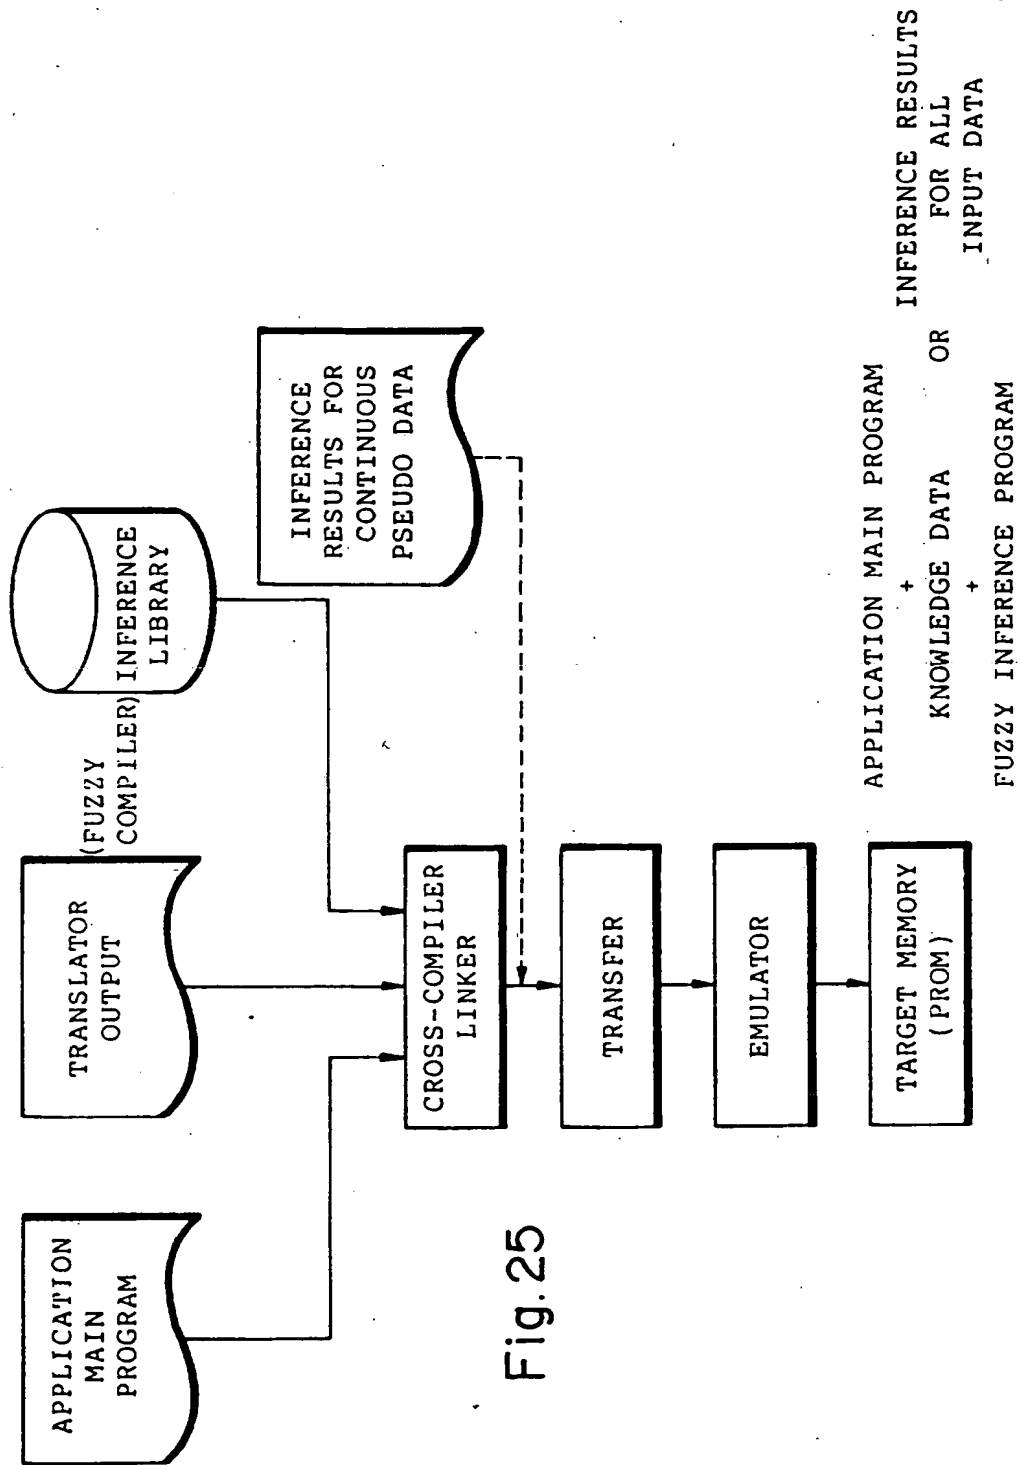 APPLICATION
MAIN
PROGRAM
TRANSLATOR
OUTPUT
(FUZZY
COMPILER)
INFERENCE
LIBRARY
INFERENCE
RESULTS FOR
CONTINUOUS
PSEUDO DATA
CROSS-COMPILER
LINKER
TRANSFER
EMULATOR
TARGET MEMORY
(PROM)
APPLICATION MAIN PROGRAM
+
KNOWLEDGE DATA
+
FUZZY INFERENCE PROGRAM
OR
INFERENCE RESULTS
FOR ALL
INPUT DATA
Fig.25